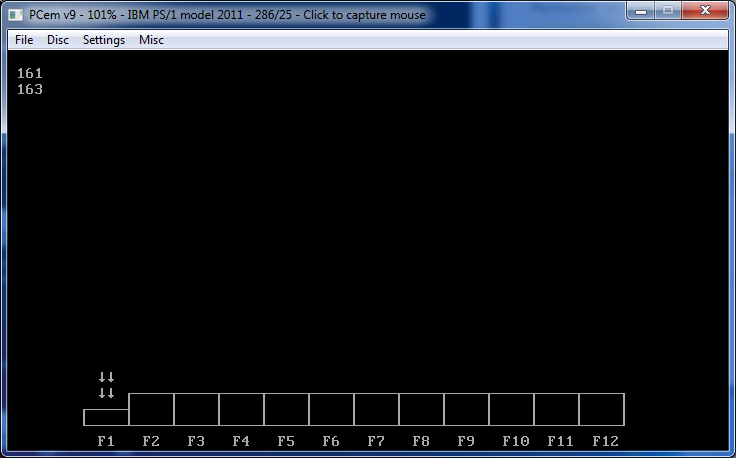 PCem v9 - 101% - IBM PS/1 model 2011 - 286/25 - Click to capture mouse
File Disc Settings Misc
161
163
↓↓
↓↓
F1 F2 F3 F4 F5 F6 F7 F8 F9 F10 F11 F12